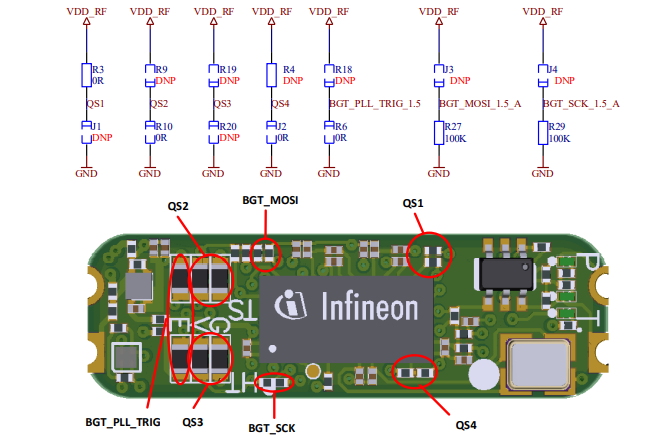 VDD_RF VDD_RF VDD_RF VDD_RF VDD_RF VDD_RF VDD_RF
R3 R9 R19 R4 R18 J3 J4
0R DNP DNP DNP DNP DNP DNP
QS1 QS2 QS3 QS4 BGT_PLL_TRIG_1.5 BGT_MOSI_1.5_A BGT_SCK_1.5_A
J1 R10 R20 J2 R6 R27 R29
DNP 0R DNP 0R 0R 100K 100K
GND GND GND GND GND GND GND
QS2 BGT_MOSI QS1
Infineon
BGT_PLL_TRIG QS3 BGT_SCK QS4